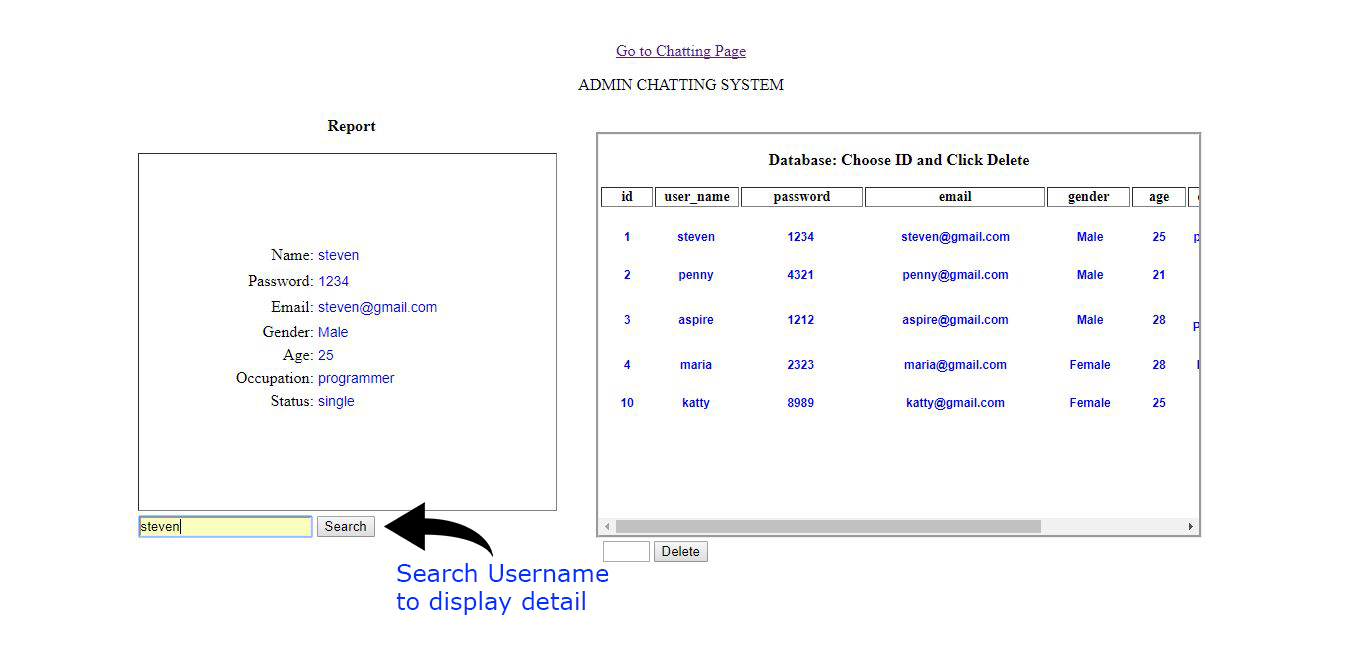 Go to Chatting Page
ADMIN CHATTING SYSTEM
Report
Name: steven
Password: 1234
Email: steven@gmail.com
Gender: Male
Age: 25
Occupation: programmer
Status: single
steven Search
Search Username
to display detail
Database: Choose ID and Click Delete
id user_name password email gender age
1 steven 1234 steven@gmail.com Male 25
2 penny 4321 penny@gmail.com Male 21
3 aspire 1212 aspire@gmail.com Male 28
4 maria 2323 maria@gmail.com Female 28
10 katty 8989 katty@gmail.com Female 25
Delete